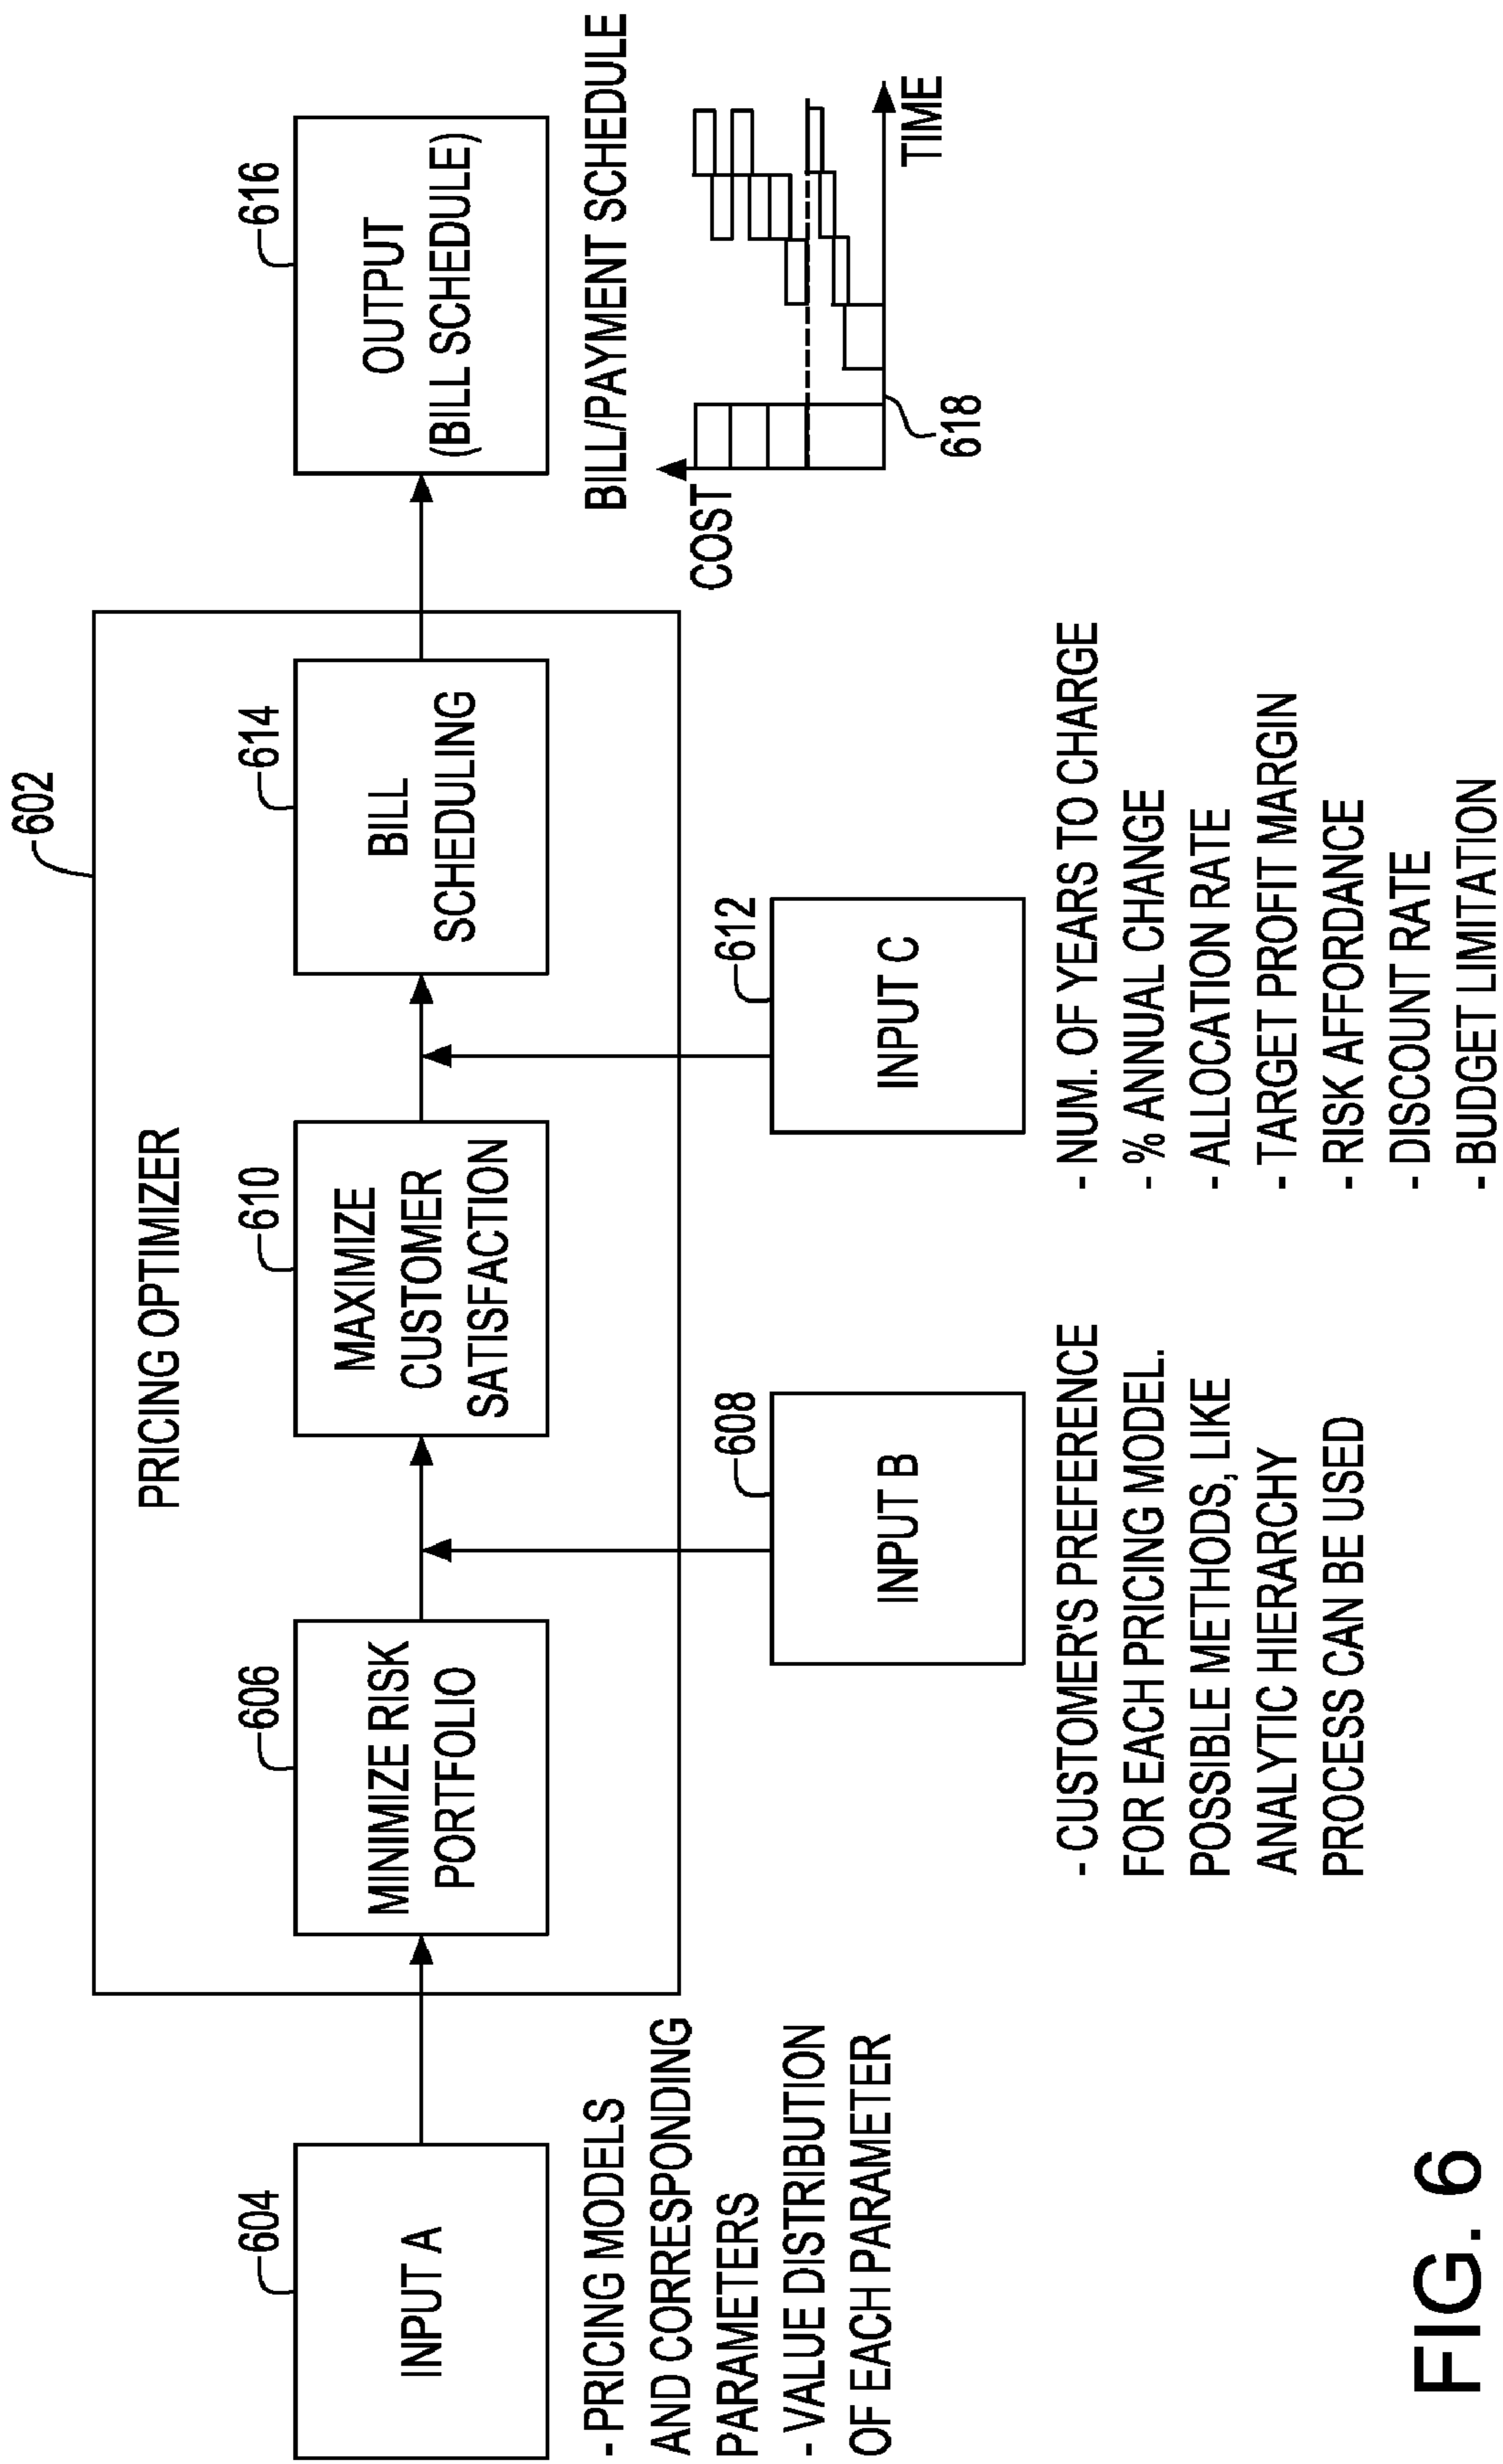 602
PRICING OPTIMIZER
604
INPUT A
606
MINIMIZE RISK
PORTFOLIO
610
MAXIMIZE
CUSTOMER
SATISFACTION
614
BILL
SCHEDULING
616
OUTPUT
(BILL SCHEDULE)
- PRICING MODELS
AND CORRESPONDING
PARAMETERS
- VALUE DISTRIBUTION
OF EACH PARAMETER
608
INPUT B
- CUSTOMER'S PREFERENCE
FOR EACH PRICING MODEL.
POSSIBLE METHODS, LIKE
ANALYTIC HIERARCHY
PROCESS CAN BE USED
612
INPUT C
- NUM. OF YEARS TO CHARGE
- % ANNUAL CHANGE
- ALLOCATION RATE
- TARGET PROFIT MARGIN
- RISK AFFORDANCE
- DISCOUNT RATE
- BUDGET LIMITATION
BILL/PAYMENT SCHEDULE
COST
TIME
618
FIG. 6